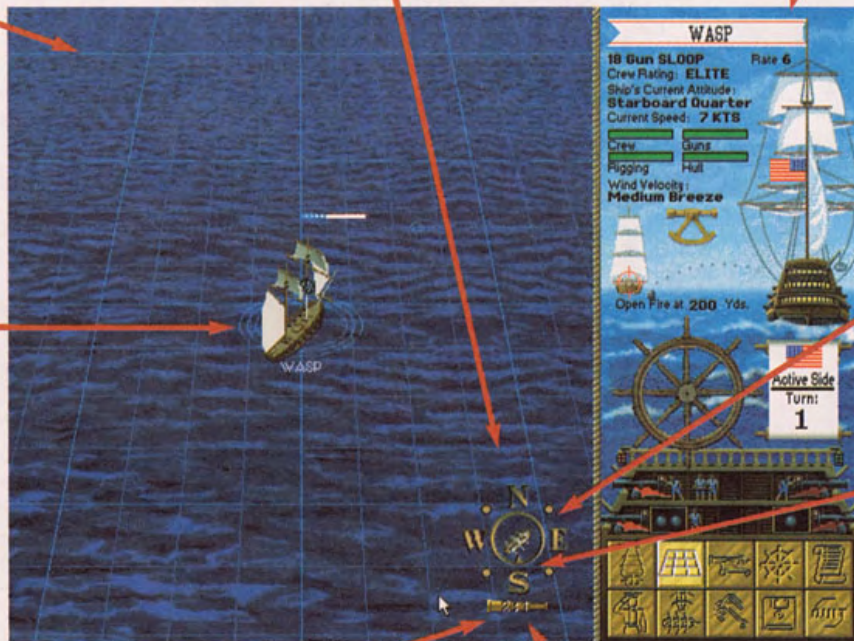 WASP
N
W E
S
WASP
18 Gun SLOOP Rate 6
Crew Rating: ELITE
Ship's Current Attitude:
Starboard Quarter
Current Speed: 7 KTS
Crew Guns
Rigging Hull
Wind Velocity:
Medium Breeze
Open Fire at 200 Yds.
Active Side
Turn:
1
QUIT